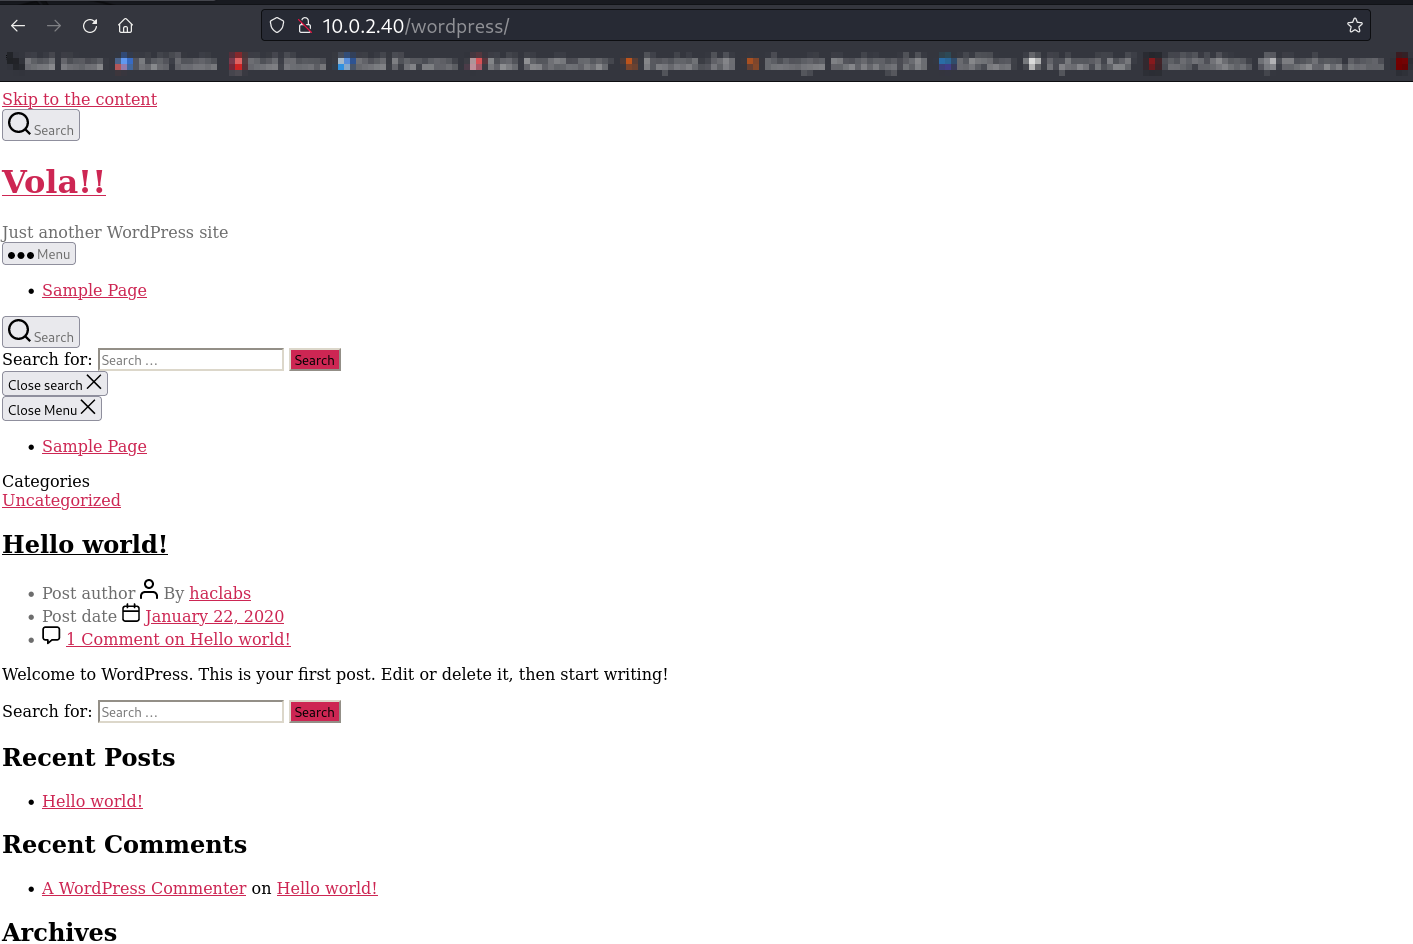 10.0.2.40/wordpress/
Skip to the content
Search
Vola!!
Just another WordPress site
Menu
Sample Page
Search
Search for: Search … Search
Close search
Close Menu
Sample Page
Categories
Uncategorized
Hello world!
Post author By haclabs
Post date January 22, 2020
1 Comment on Hello world!
Welcome to WordPress. This is your first post. Edit or delete it, then start writing!
Search for: Search … Search
Recent Posts
Hello world!
Recent Comments
A WordPress Commenter on Hello world!
Archives